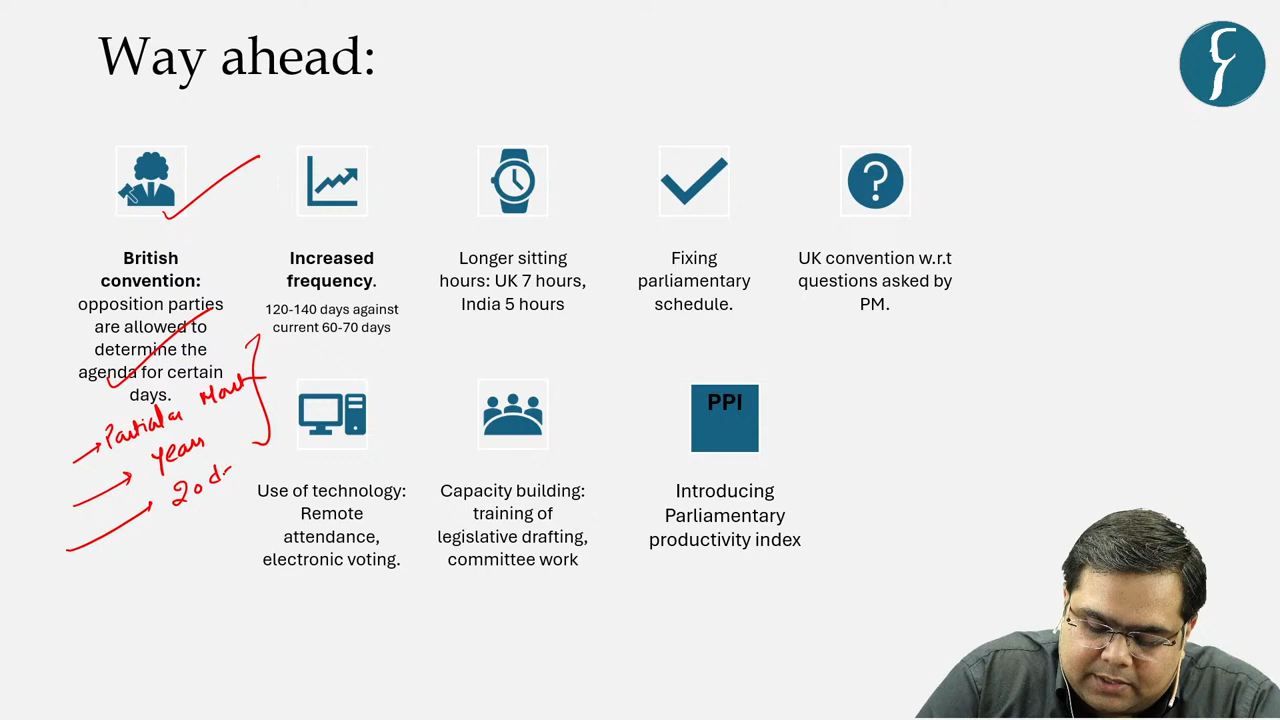 Way ahead:
British
convention:
opposition parties
are allowed to
determine the
agenda for certain
days.
Increased
frequency.
120-140 days against
current 60-70 days
Longer sitting
hours: UK 7 hours,
India 5 hours
Fixing
parliamentary
schedule.
UK convention w.r.t
questions asked by
PM.
Years
20 d
Use of technology:
Remote
attendance,
electronic voting.
Capacity building:
training of
legislative drafting,
committee work
PPI
Introducing
Parliamentary
productivity index